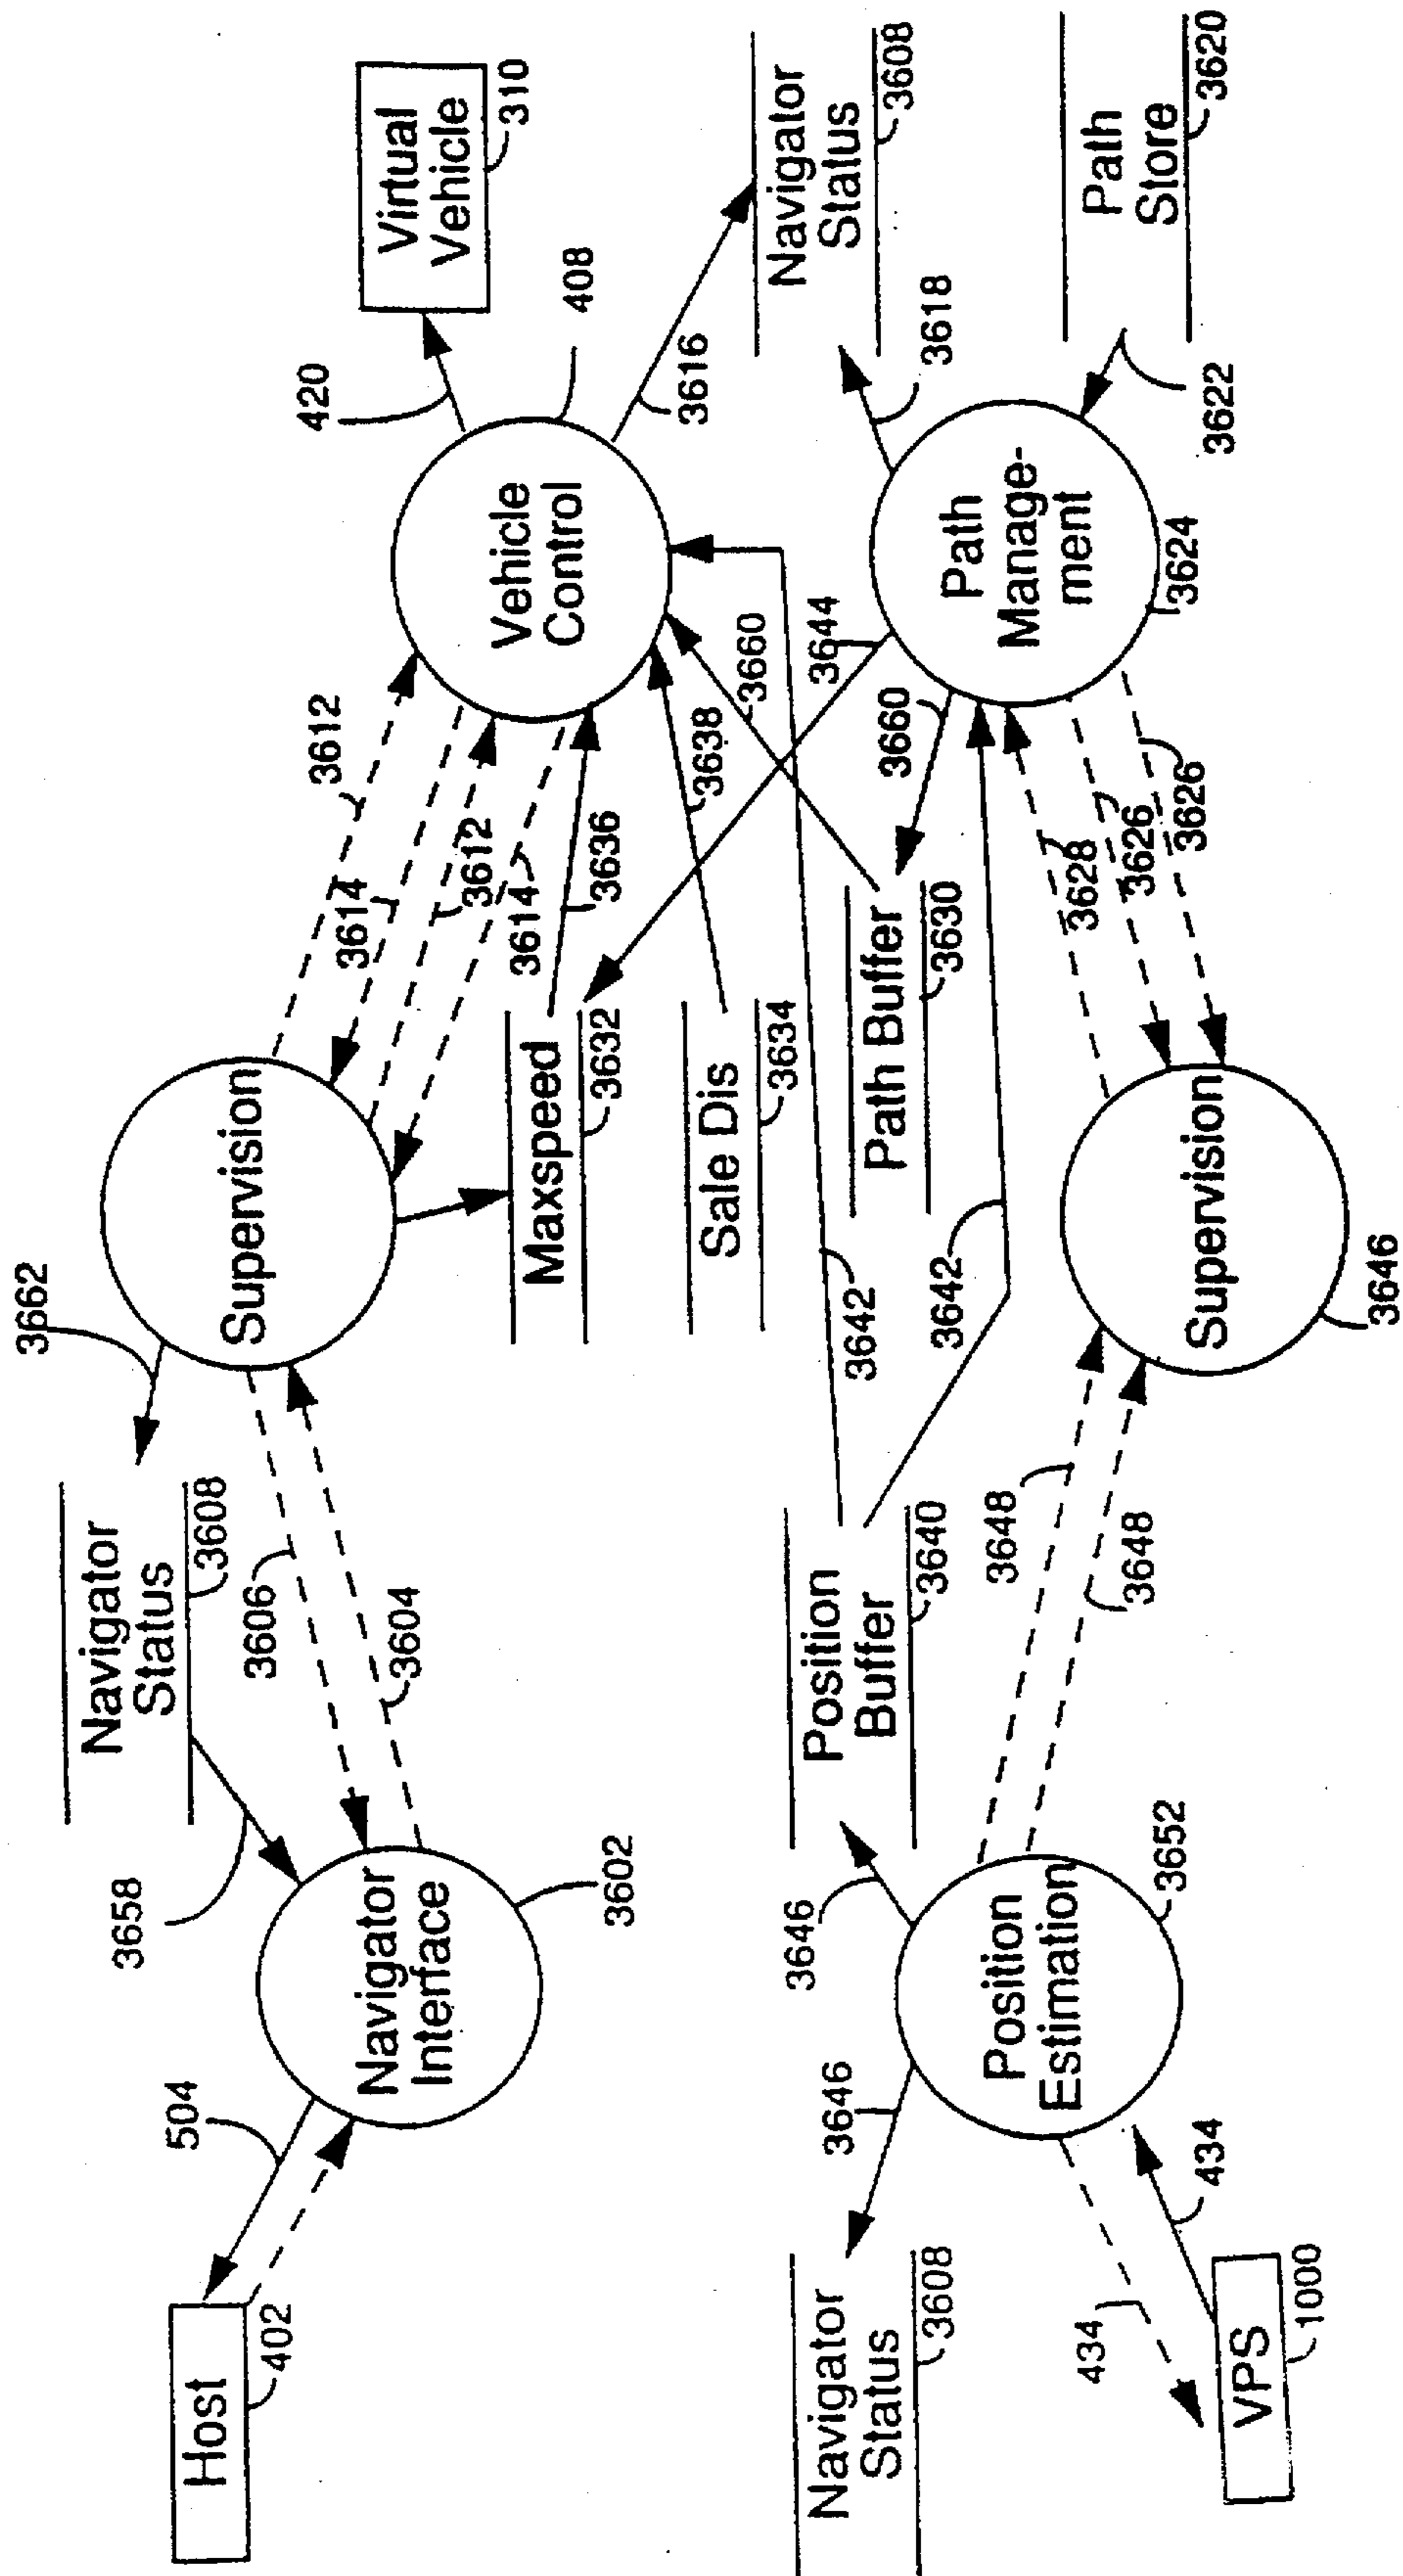 Host
402
504
Navigator
Interface
3602
3658
Navigator
Status
3608
3606
3604
3662
Supervision
3612
3614
3612
3614
3636
Maxspeed
3632
Sale Dis
3634
3638
3660
3644
Vehicle
Control
408
420
Virtual
Vehicle
310
3616
Navigator
Status
3608
3618
Path
Store
3620
3622
Path
Manage-
ment
3624
3660
Path Buffer
3630
3642
3642
3628
3626
3626
Supervision
3646
3648
3648
Position
Buffer
3640
3646
3646
Position
Estimation
3652
Navigator
Status
3608
434
434
VPS
1000